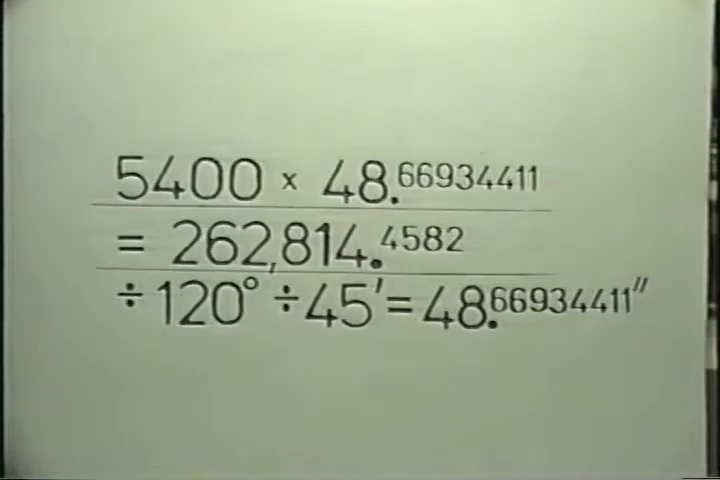 5400 x 48.66934411
= 262,814.4582
÷ 120° ÷ 45' = 48.66934411"